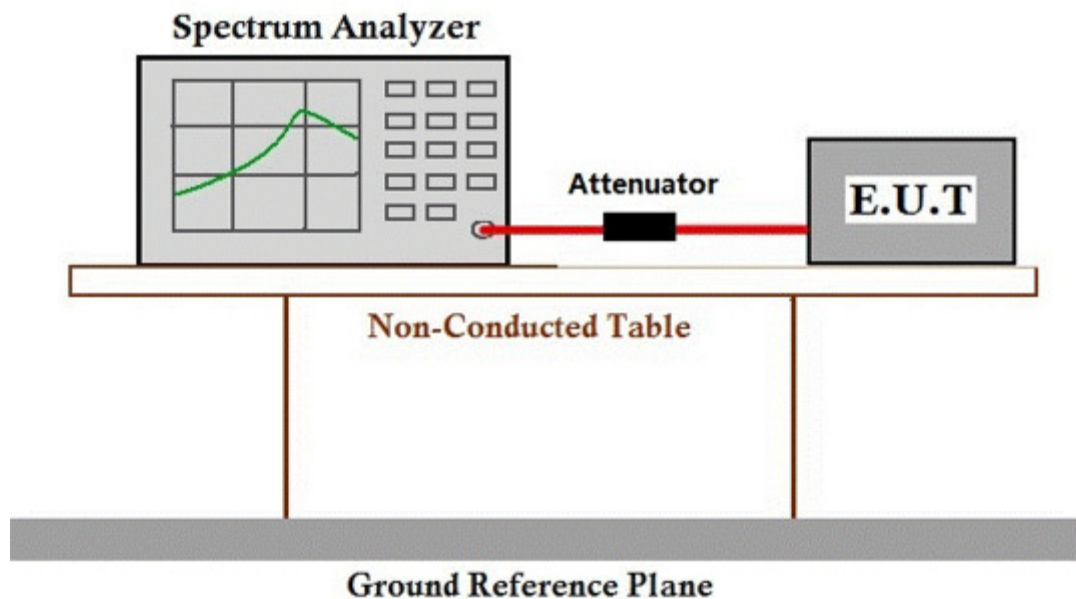 Spectrum Analyzer
Attenuator
E.U.T
Non-Conducted Table
Ground Reference Plane